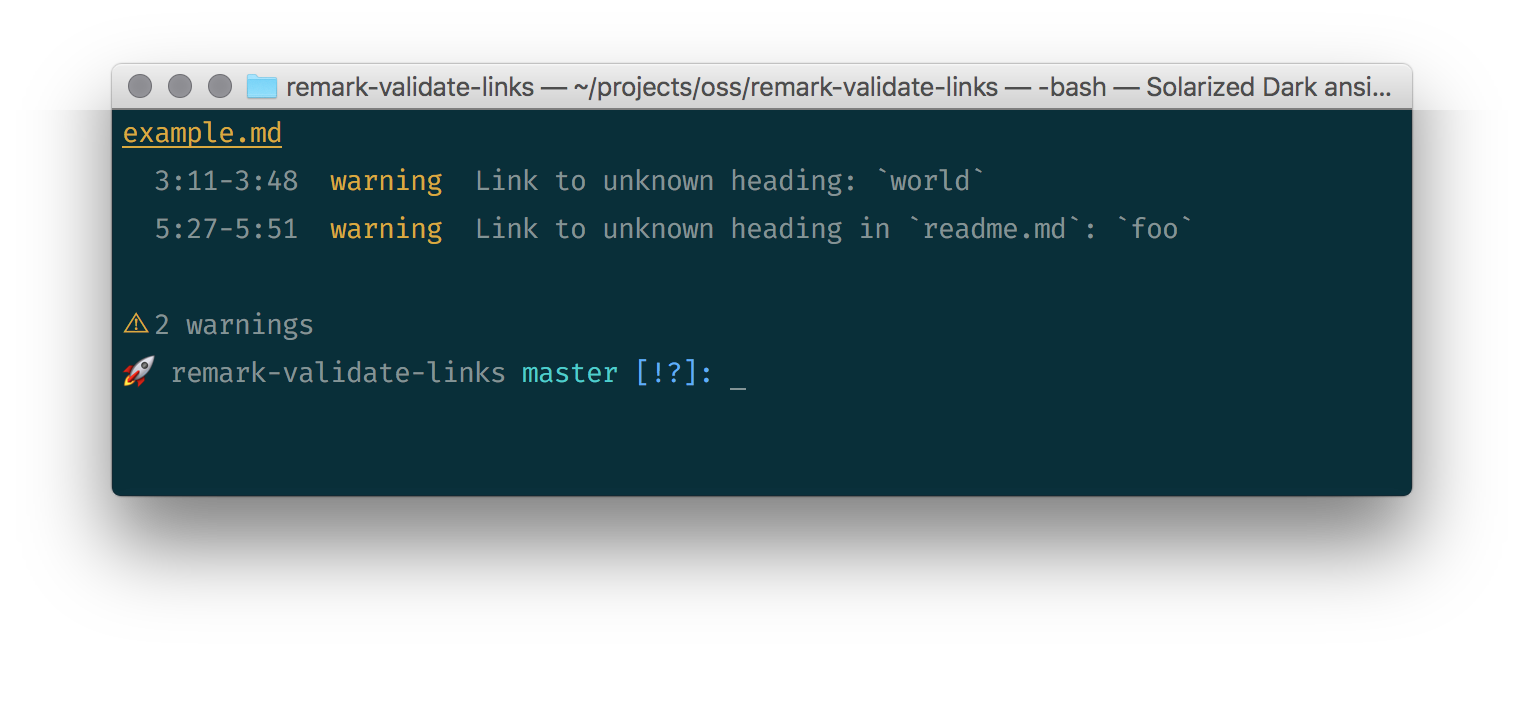 remark-validate-links — ~/projects/oss/remark-validate-links — -bash — Solarized Dark ansi...
example.md
3:11-3:48 warning Link to unknown heading: `world`
5:27-5:51 warning Link to unknown heading in `readme.md`: `foo`
⚠ 2 warnings
🚀 remark-validate-links master [!?]: _